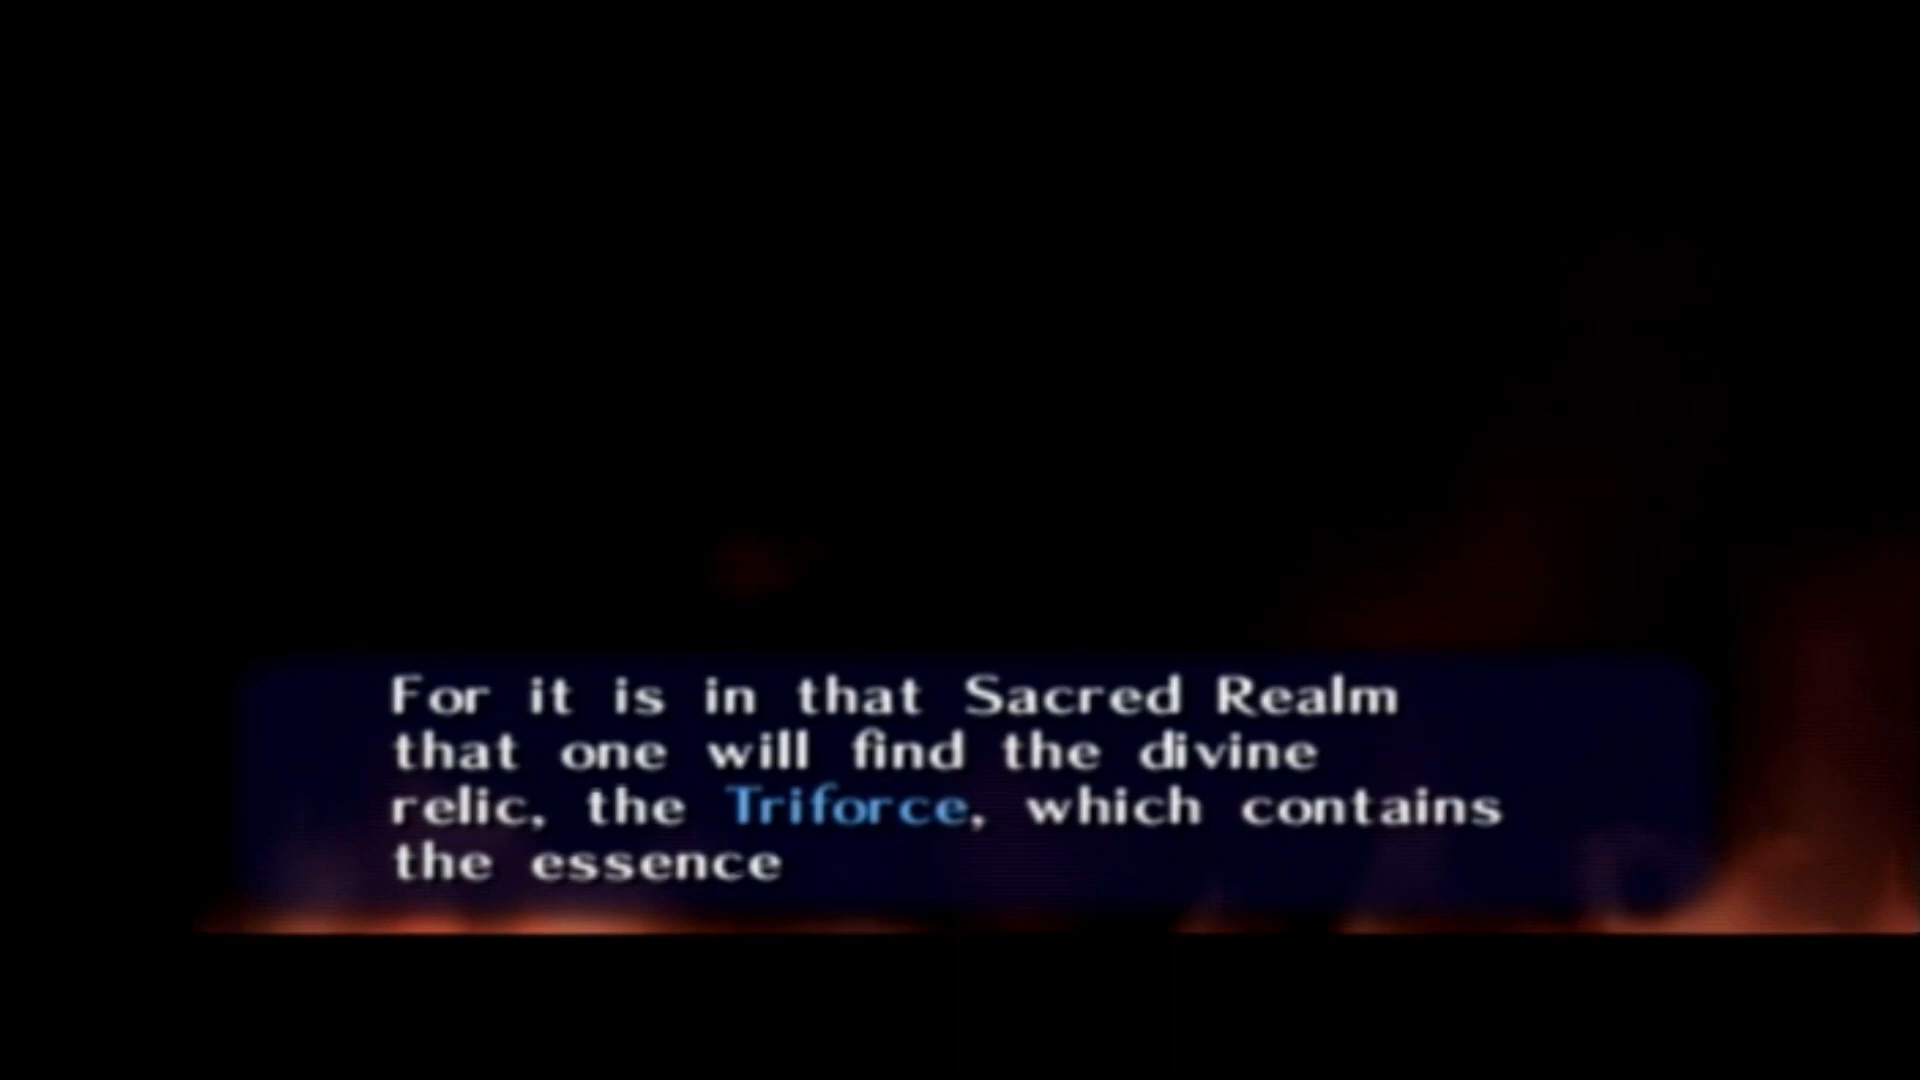 For it is in that Sacred Realm
that one will find the divine
relic, the Triforce, which contains
the essence